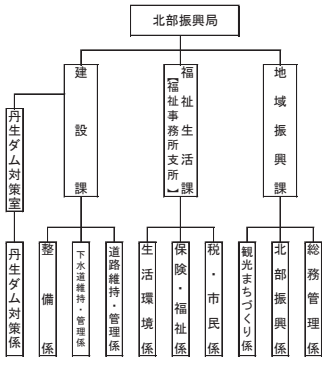 北部振興局
地域振興課
福祉生活課
【福祉事務所支所】
建設課
丹生ダム対策室
総務管理係
北部振興係
観光まちづくり係
税・市民係
保険・福祉係
生活環境係
道路維持・管理係
下水道維持・管理係
整備係
丹生ダム対策係